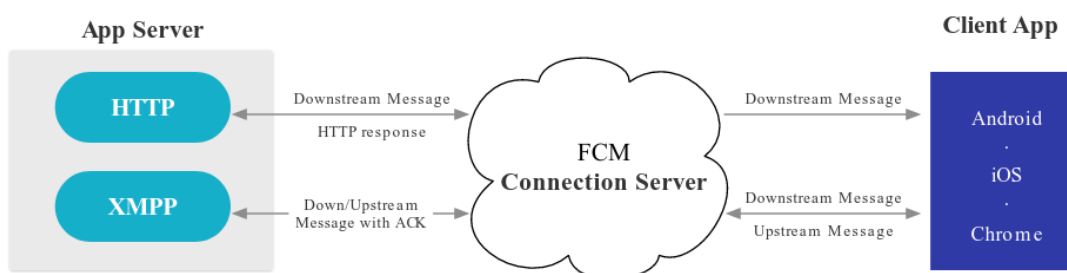 App Server
Client App
HTTP
Downstream Message
HTTP response
XMPP
Down/Upstream
Message with ACK
FCM
Connection Server
Downstream Message
Downstream Message
Upstream Message
Android
·
iOS
·
Chrome